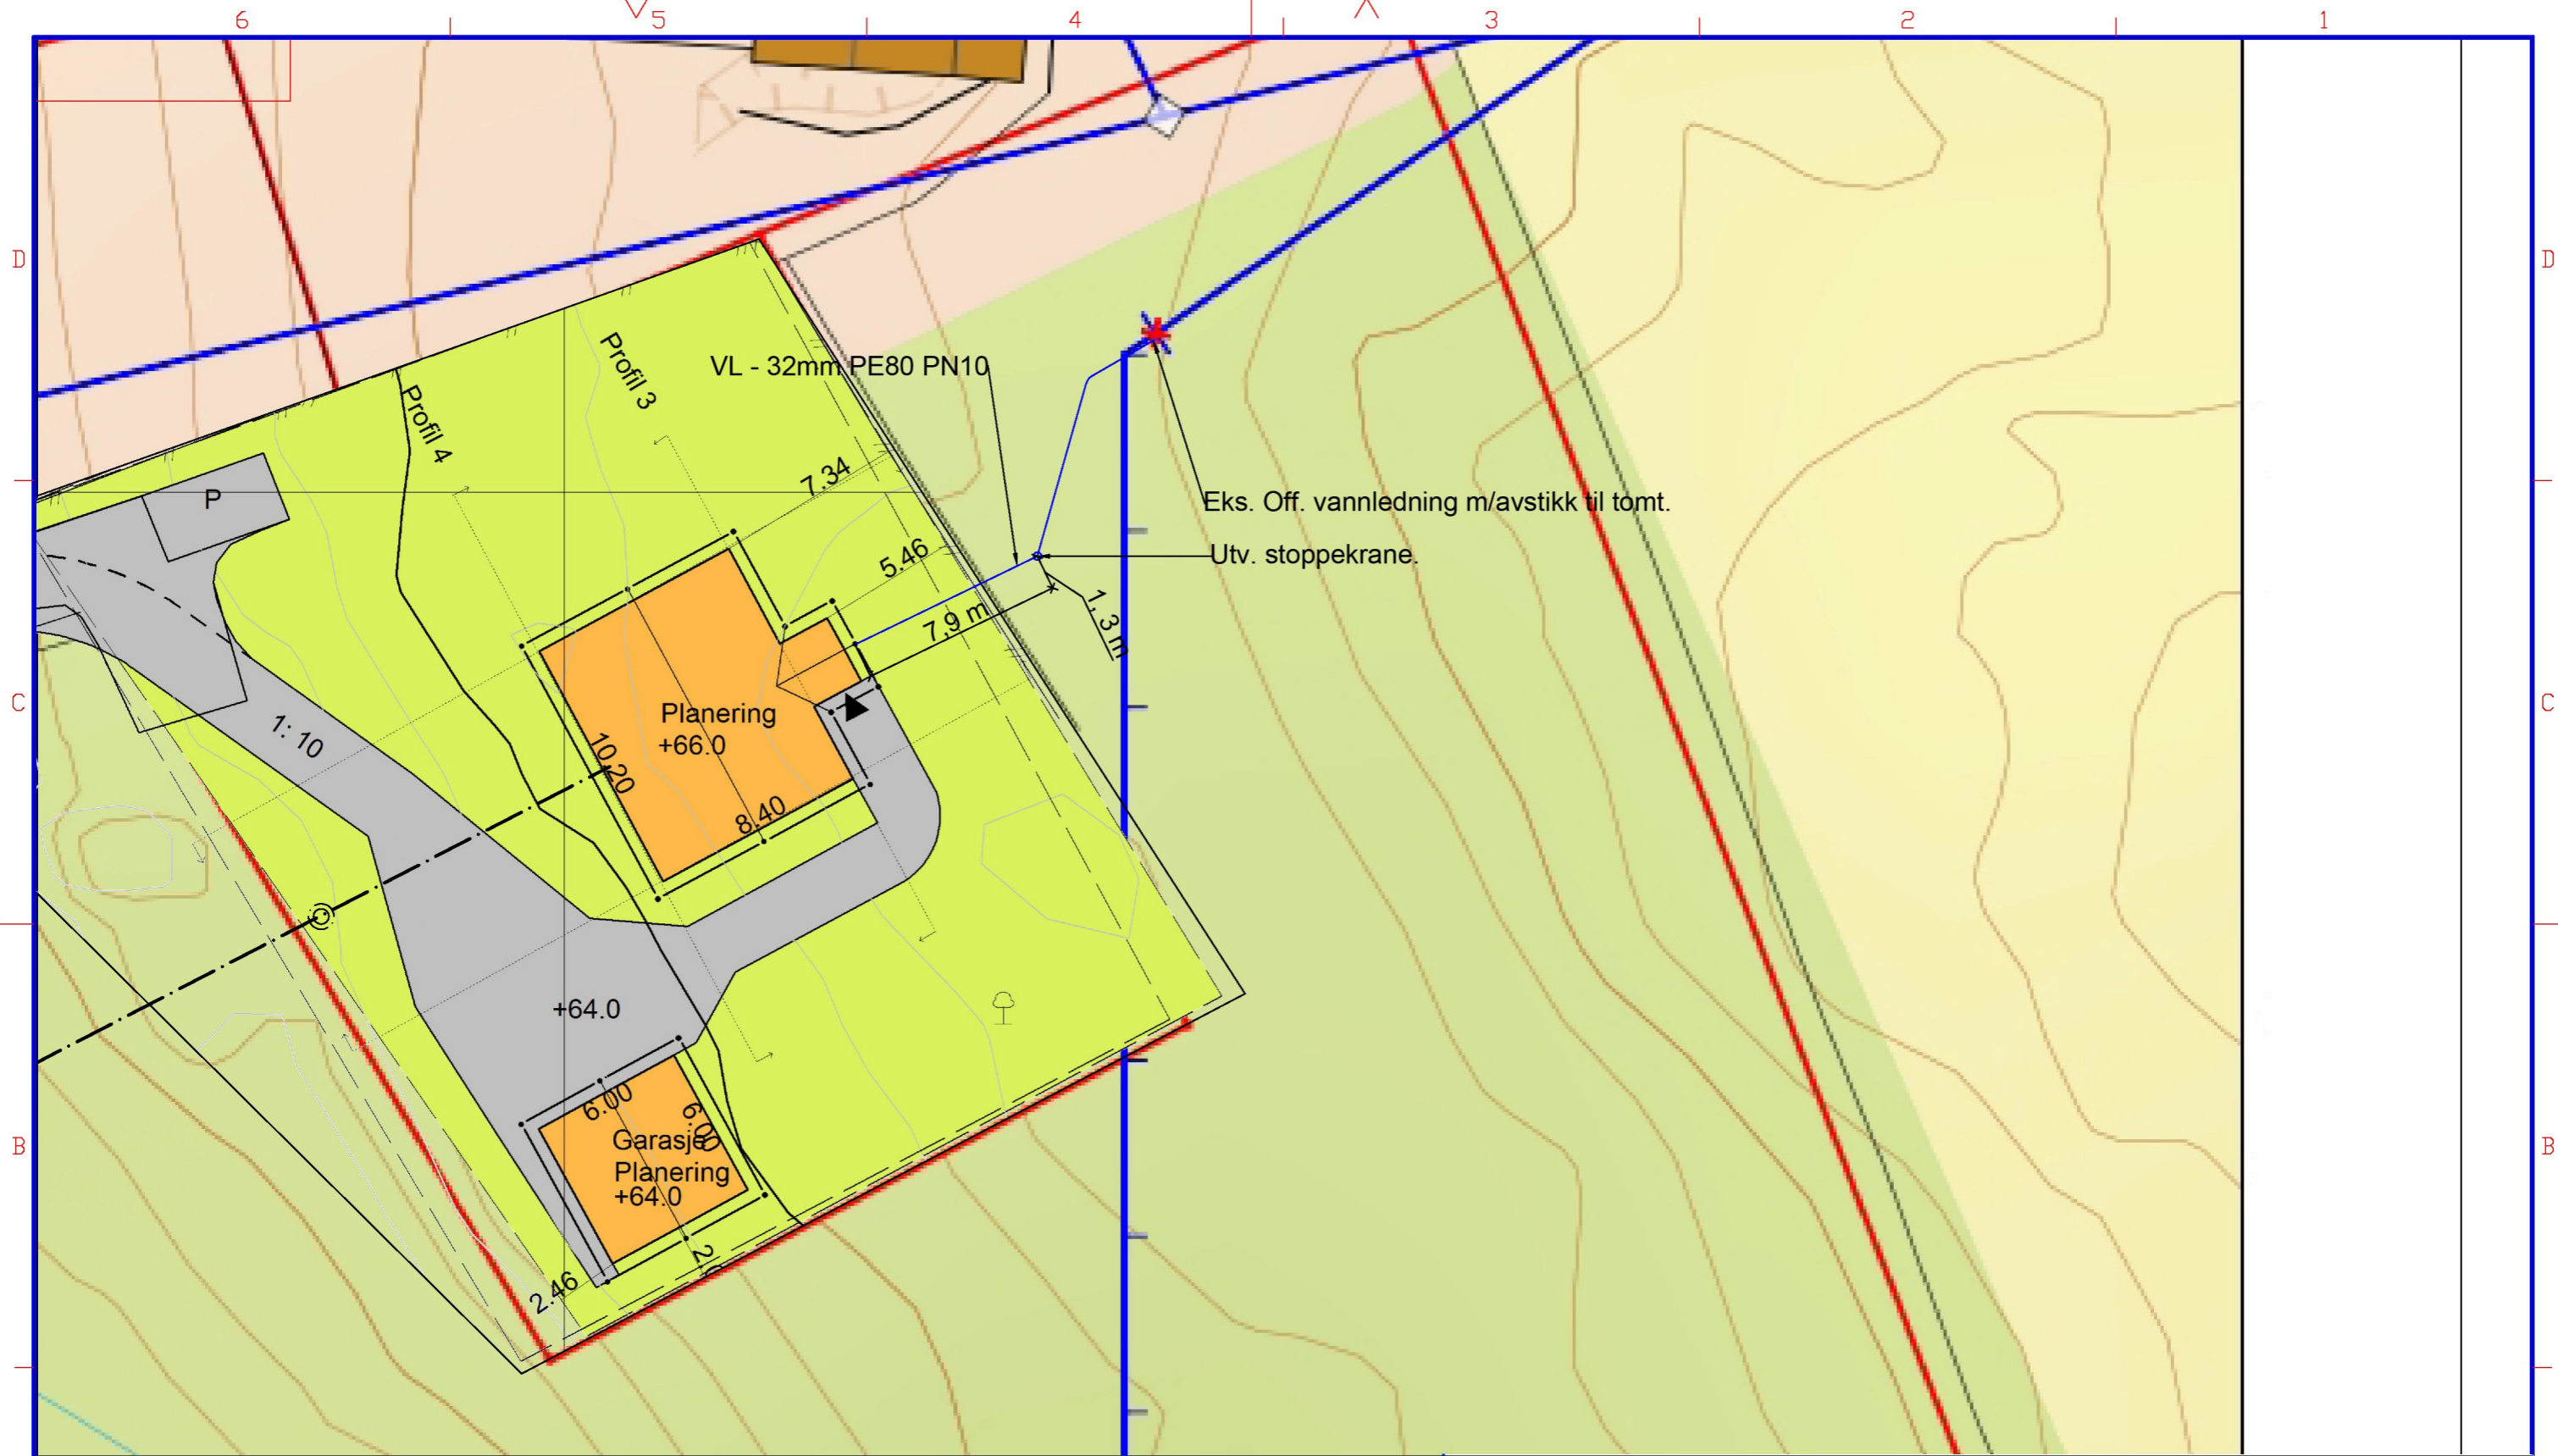 6 5 4 3 2 1
D D
Profil 3
VL - 32mm PE80 PN10
Profil 4
7.34
P
Eks. Off. vannledning m/avstikk til tomt.
5.46
Utv. stoppekrane.
7,9 m
1,3 m
C C
Planering
+66.0
1: 10
10.20
8.40
+64.0
6.00
6.00
Garasje
Planering
+64.0
B B
2.46